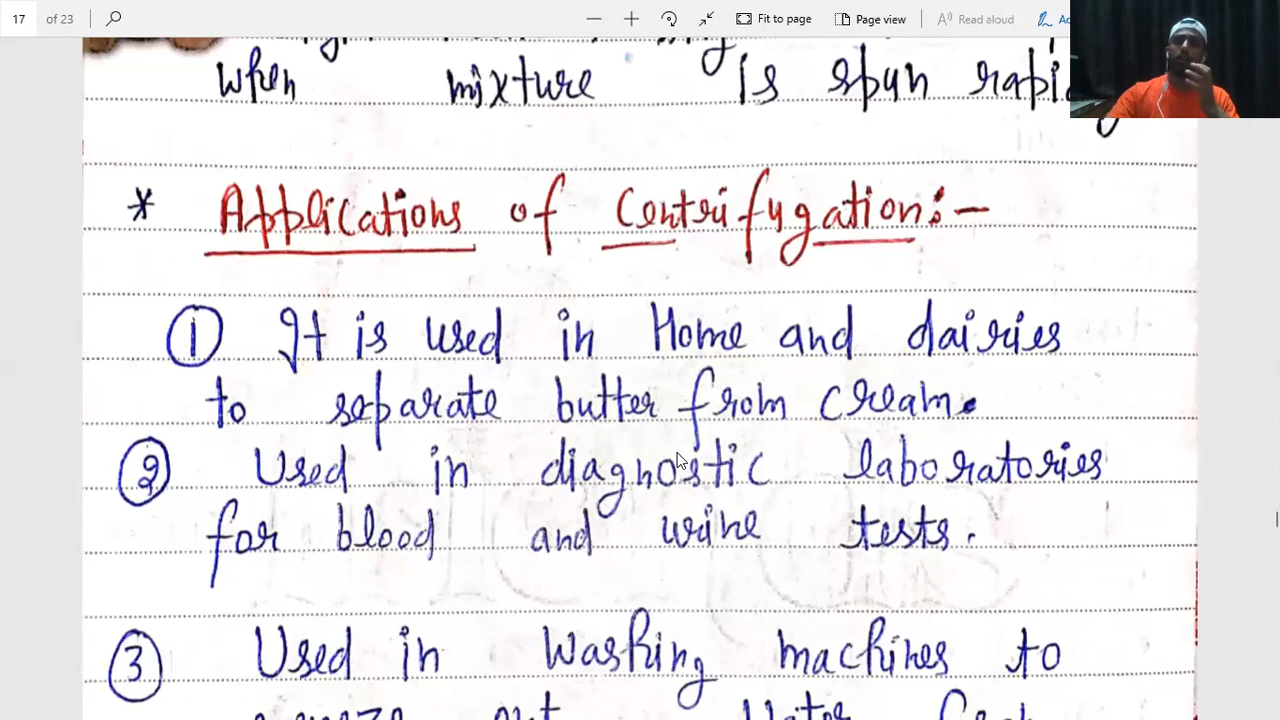 17 of 23 Fit to page Page view Read aloud
when mixture is spun
* Applications of Centrifugation:-
① It is used in Home and dairies
to separate butter from cream.
② Used in diagnostic laboratories
for blood and urine tests.
③ Used in Washing machines to
out Water